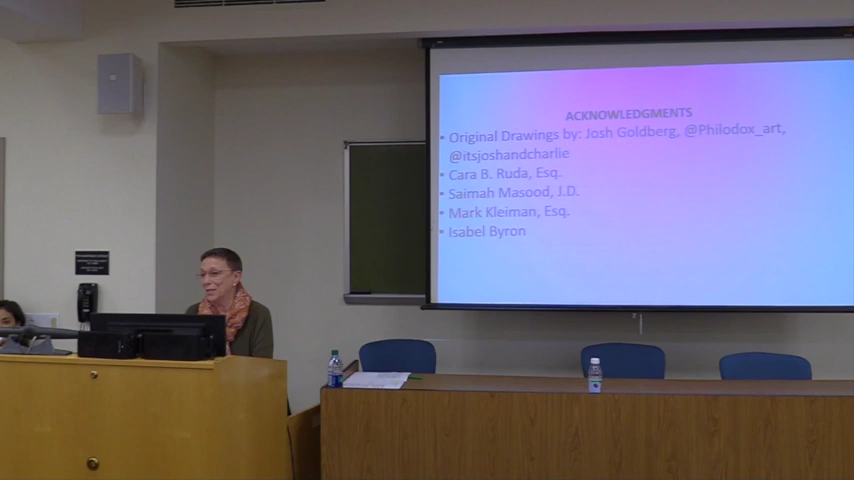 ACKNOWLEDGMENTS
• Original Drawings by: Josh Goldberg, @Philodox_art,
@itsjoshandcharlie
• Cara B. Ruda, Esq.
• Saimah Masood, J.D.
• Mark Kleiman, Esq.
• Isabel Byron